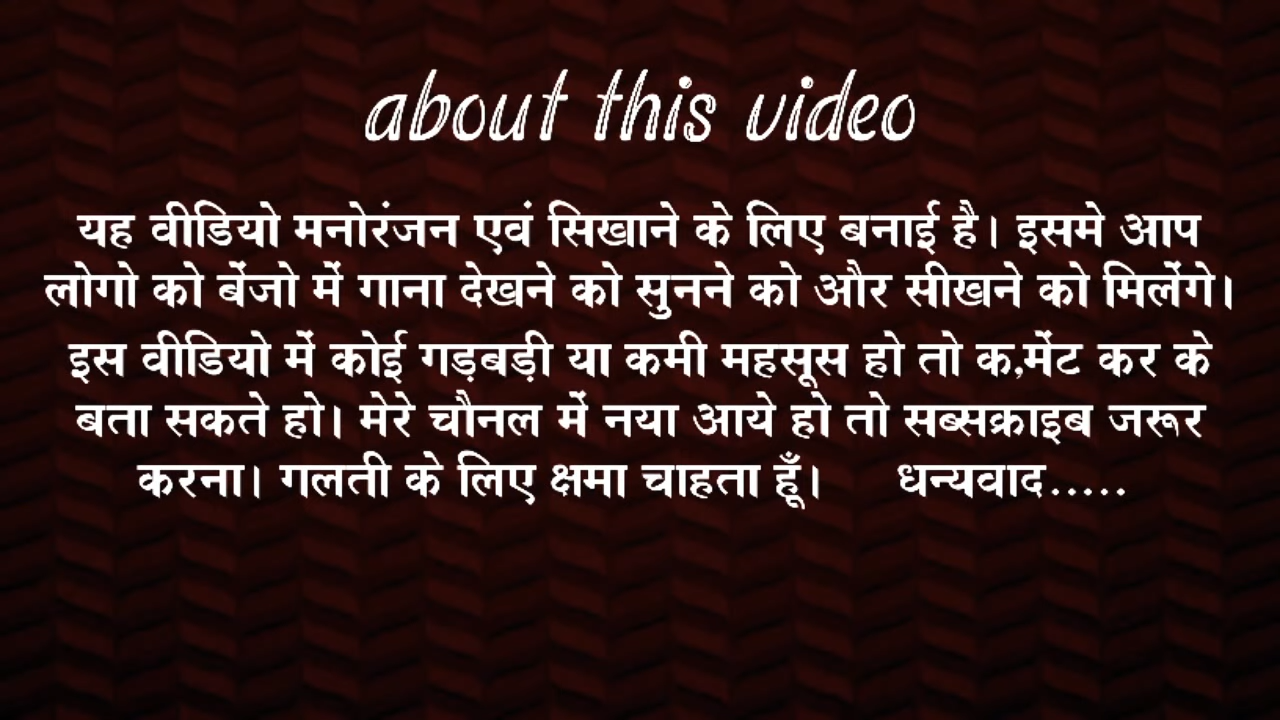 about this video
यह वीडियो मनोरंजन एवं सिखाने के लिए बनाई है। इसमे आप
लोगो को बेंजो में गाना देखने को सुनने को और सीखने को मिलेंगे।
इस वीडियो में कोई गड़बड़ी या कमी महसूस हो तो क,मेंट कर के
बता सकते हो। मेरे चौनल में नया आये हो तो सब्सक्राइब जरूर
करना। गलती के लिए क्षमा चाहता हूँ। धन्यवाद.....